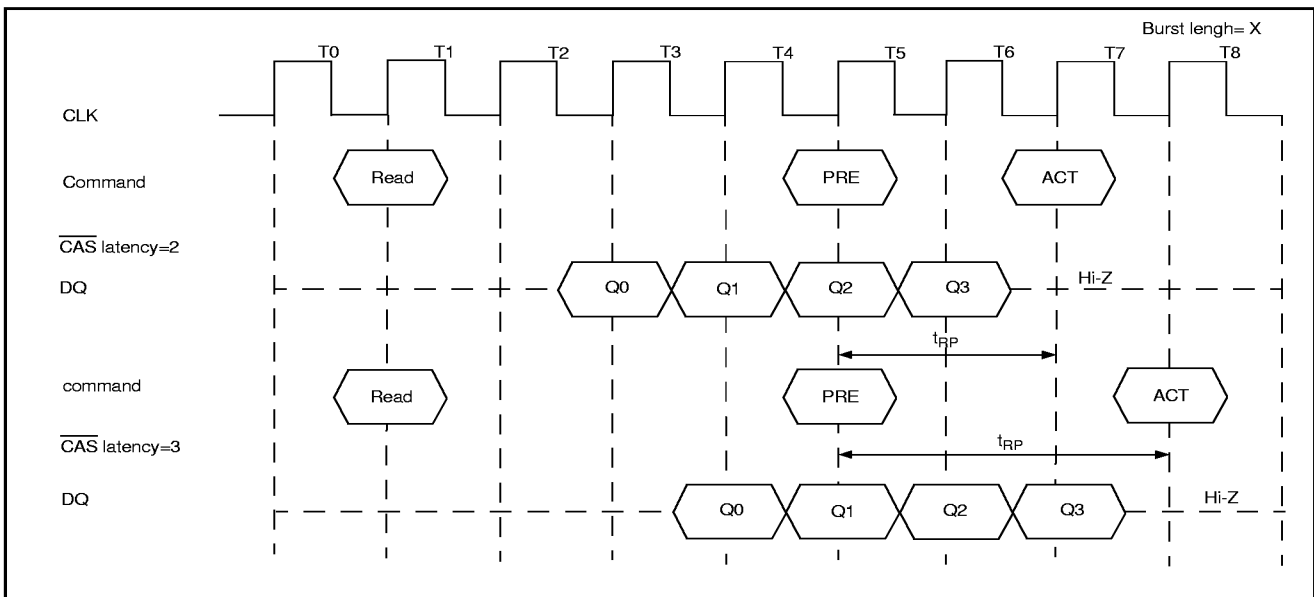 Burst lengh= X
T0 T1 T2 T3 T4 T5 T6 T7 T8
CLK
Command Read PRE ACT
CAS latency=2
DQ Q0 Q1 Q2 Q3 Hi-Z
tRP
command Read PRE ACT
CAS latency=3
tRP
DQ Q0 Q1 Q2 Q3 Hi-Z